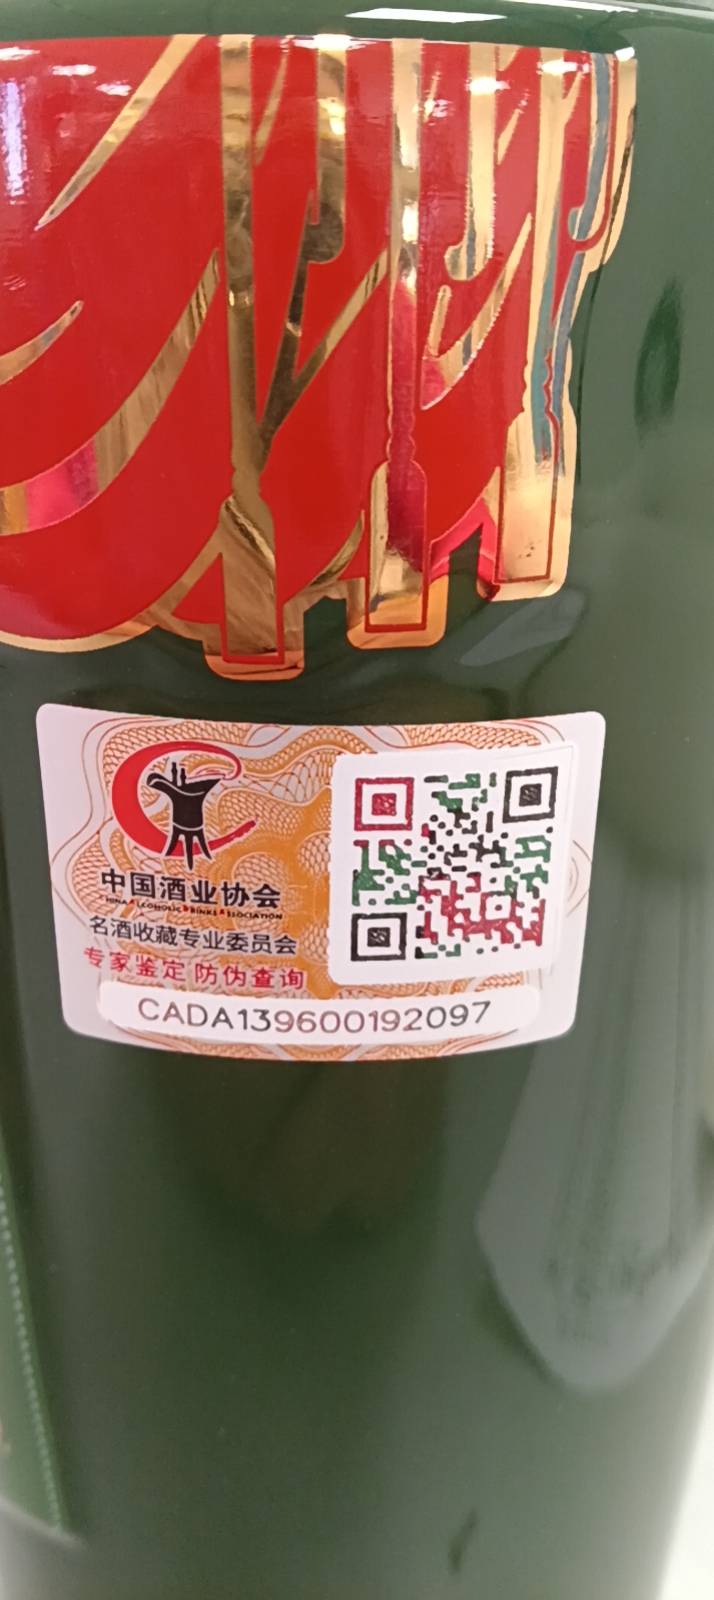 中国酒业协会
CHINA ALCOHOLIC DRINKS ASSOCIATION
名酒收藏专业委员会
专家鉴定 防伪查询
CADA139600192097